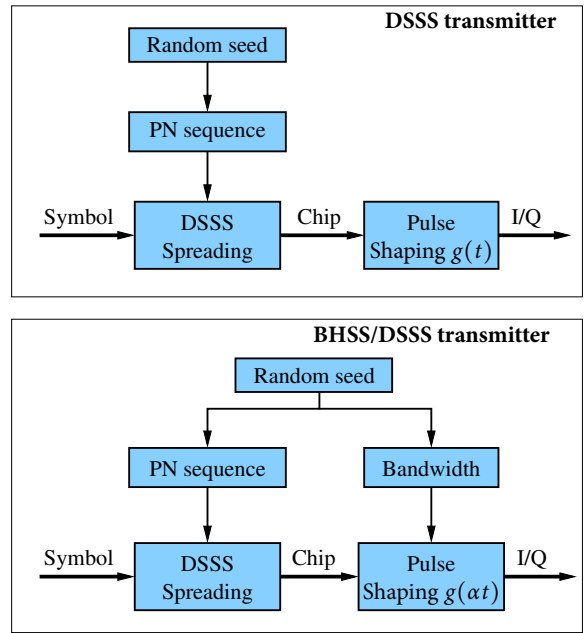 DSSS transmitter
Random seed
PN sequence
Symbol
DSSS
Spreading
Chip
Pulse
Shaping g(t)
I/Q
BHSS/DSSS transmitter
Random seed
PN sequence
Bandwidth
Symbol
DSSS
Spreading
Chip
Pulse
Shaping g(αt)
I/Q